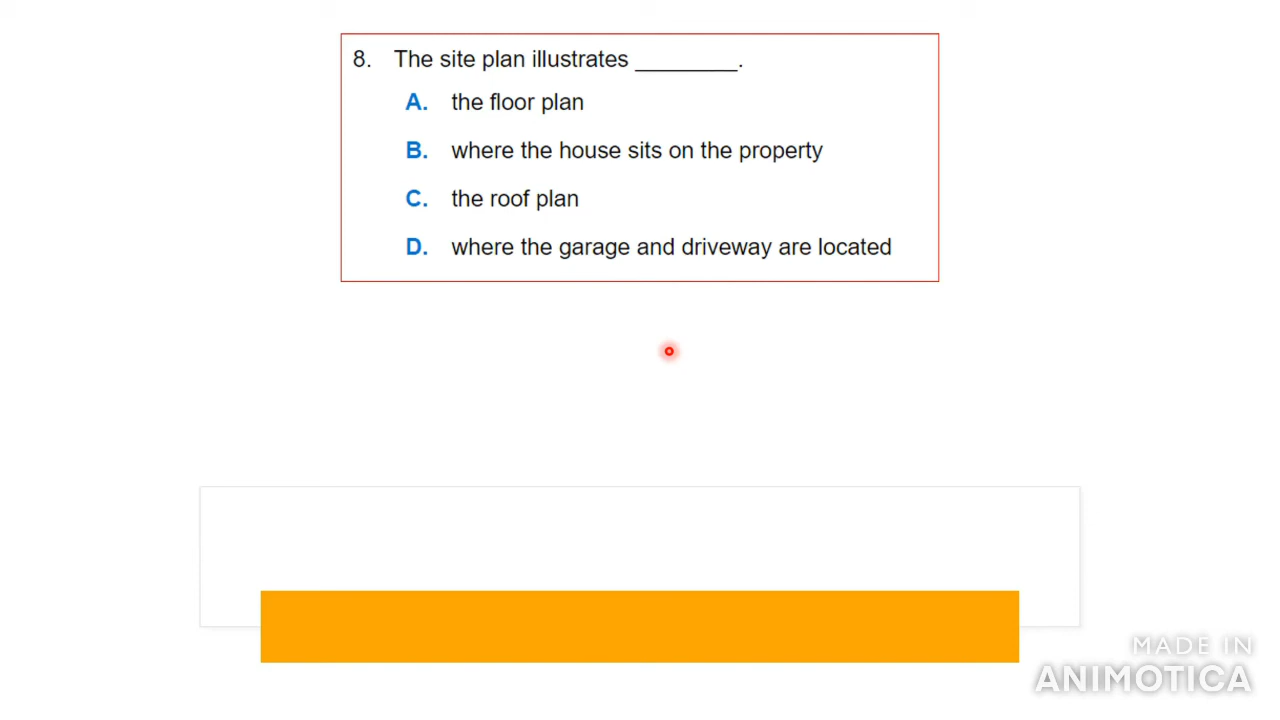 8. The site plan illustrates ________.
A. the floor plan
B. where the house sits on the property
C. the roof plan
D. where the garage and driveway are located
MADE IN
ANIMOTICA